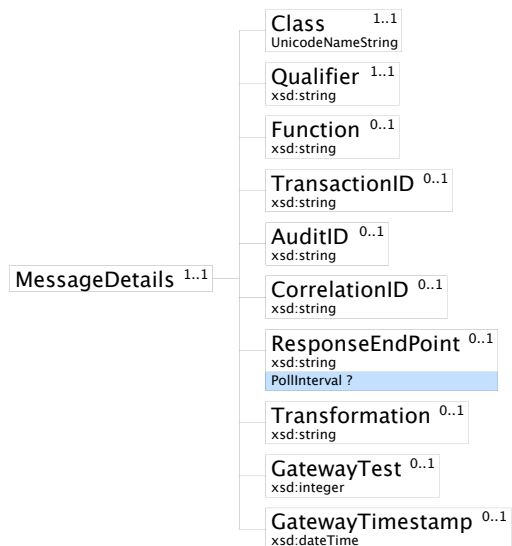 Class 1..1
UnicodeNameString
Qualifier 1..1
xsd:string
Function 0..1
xsd:string
TransactionID 0..1
xsd:string
AuditID 0..1
xsd:string
MessageDetails 1..1
CorrelationID 0..1
xsd:string
ResponseEndPoint 0..1
xsd:string
PollInterval ?
Transformation 0..1
xsd:string
GatewayTest 0..1
xsd:integer
GatewayTimestamp 0..1
xsd:dateTime